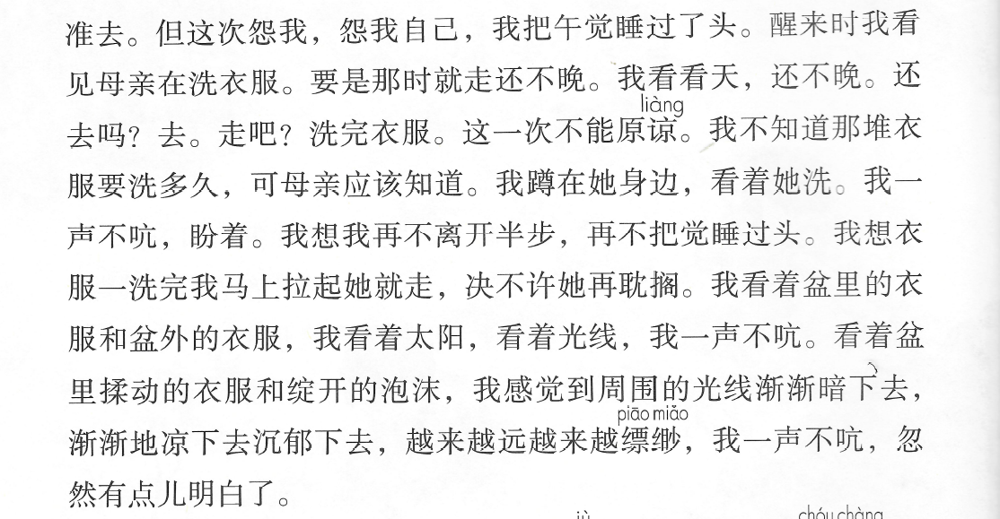 准去。但这次怨我，怨我自己，我把午觉睡过了头。醒来时我看
见母亲在洗衣服。要是那时就走还不晚。我看看天，还不晚。还
liàng
去吗？去。走吧？洗完衣服。这一次不能原谅。我不知道那堆衣
服要洗多久，可母亲应该知道。我蹲在她身边，看着她洗。我一
声不吭，盼着。我想我再不离开半步，再不把觉睡过头。我想衣
服一洗完我马上拉起她就走，决不许她再耽搁。我看着盆里的衣
服和盆外的衣服，我看着太阳，看着光线，我一声不吭。看着盆
里揉动的衣服和绽开的泡沫，我感觉到周围的光线渐渐暗下去，
piāo miǎo
渐渐地凉下去沉郁下去，越来越远越来越缥缈，我一声不吭，忽
然有点儿明白了。
jù chóu chàng